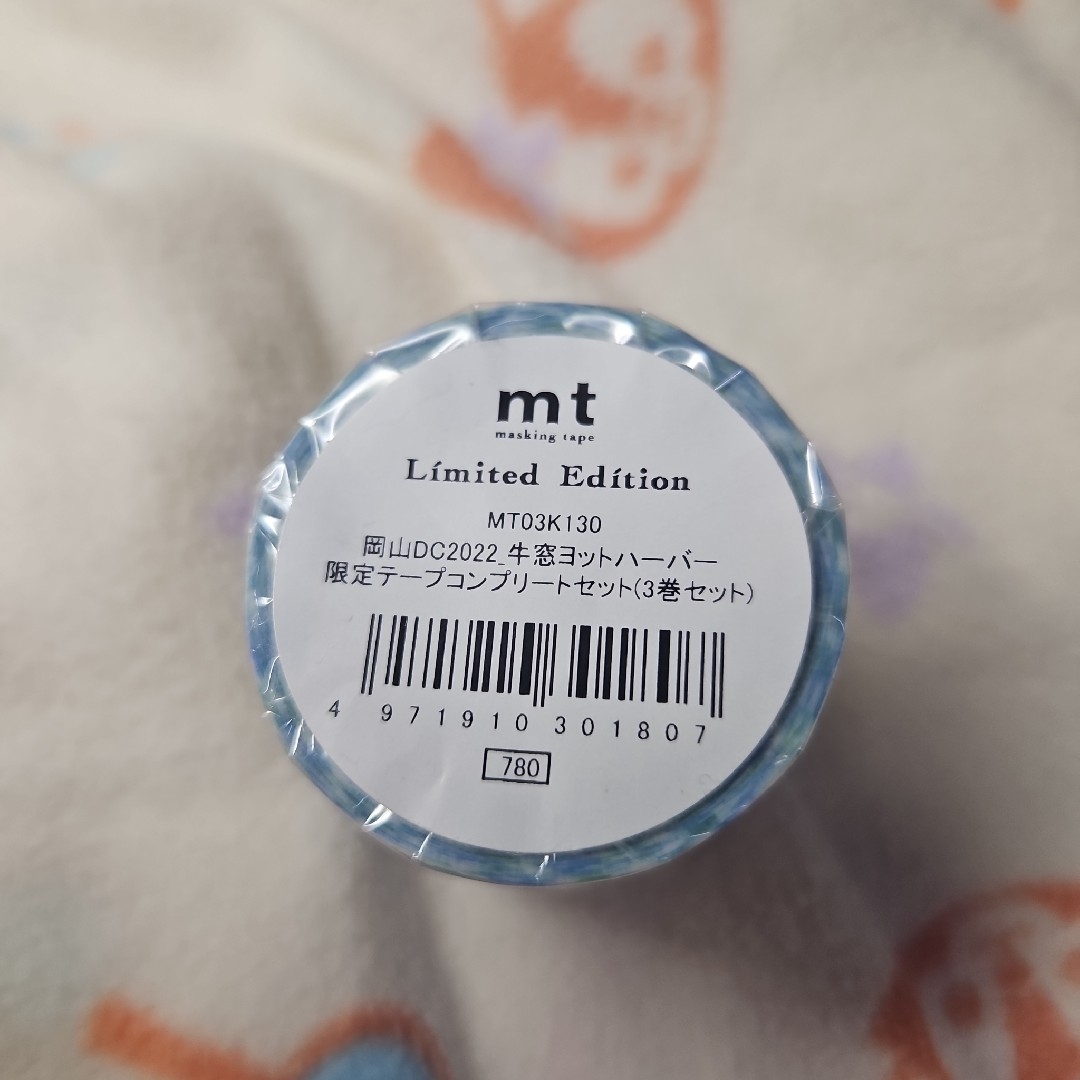 mt
masking tape
Límited Edítion
MT03K130
岡山DC2022_牛窓ヨットハーバー
限定テープコンプリートセット(3巻セット)
4 971910 301807
780